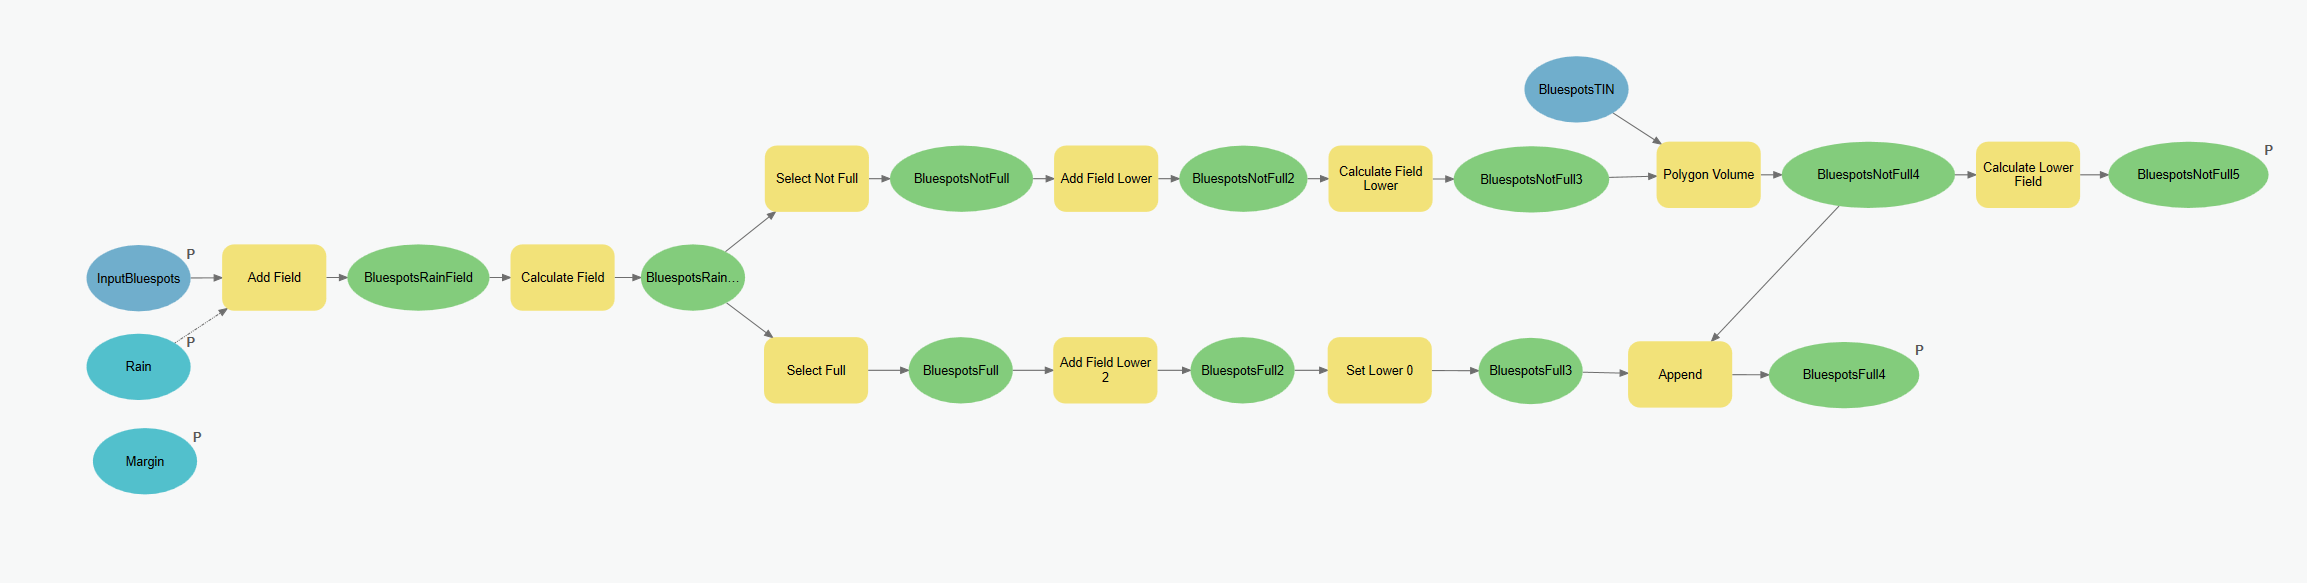 BluespotsTIN
P
Select Not Full
BluespotsNotFull
Add Field Lower
BluespotsNotFull2
Calculate Field
Lower
BluespotsNotFull3
Polygon Volume
BluespotsNotFull4
Calculate Lower
Field
BluespotsNotFull5
P
InputBluespots
Add Field
BluespotsRainField
Calculate Field
BluespotsRain...
P
Rain
Select Full
BluespotsFull
Add Field Lower
2
BluespotsFull2
Set Lower 0
BluespotsFull3
Append
BluespotsFull4
P
P
Margin